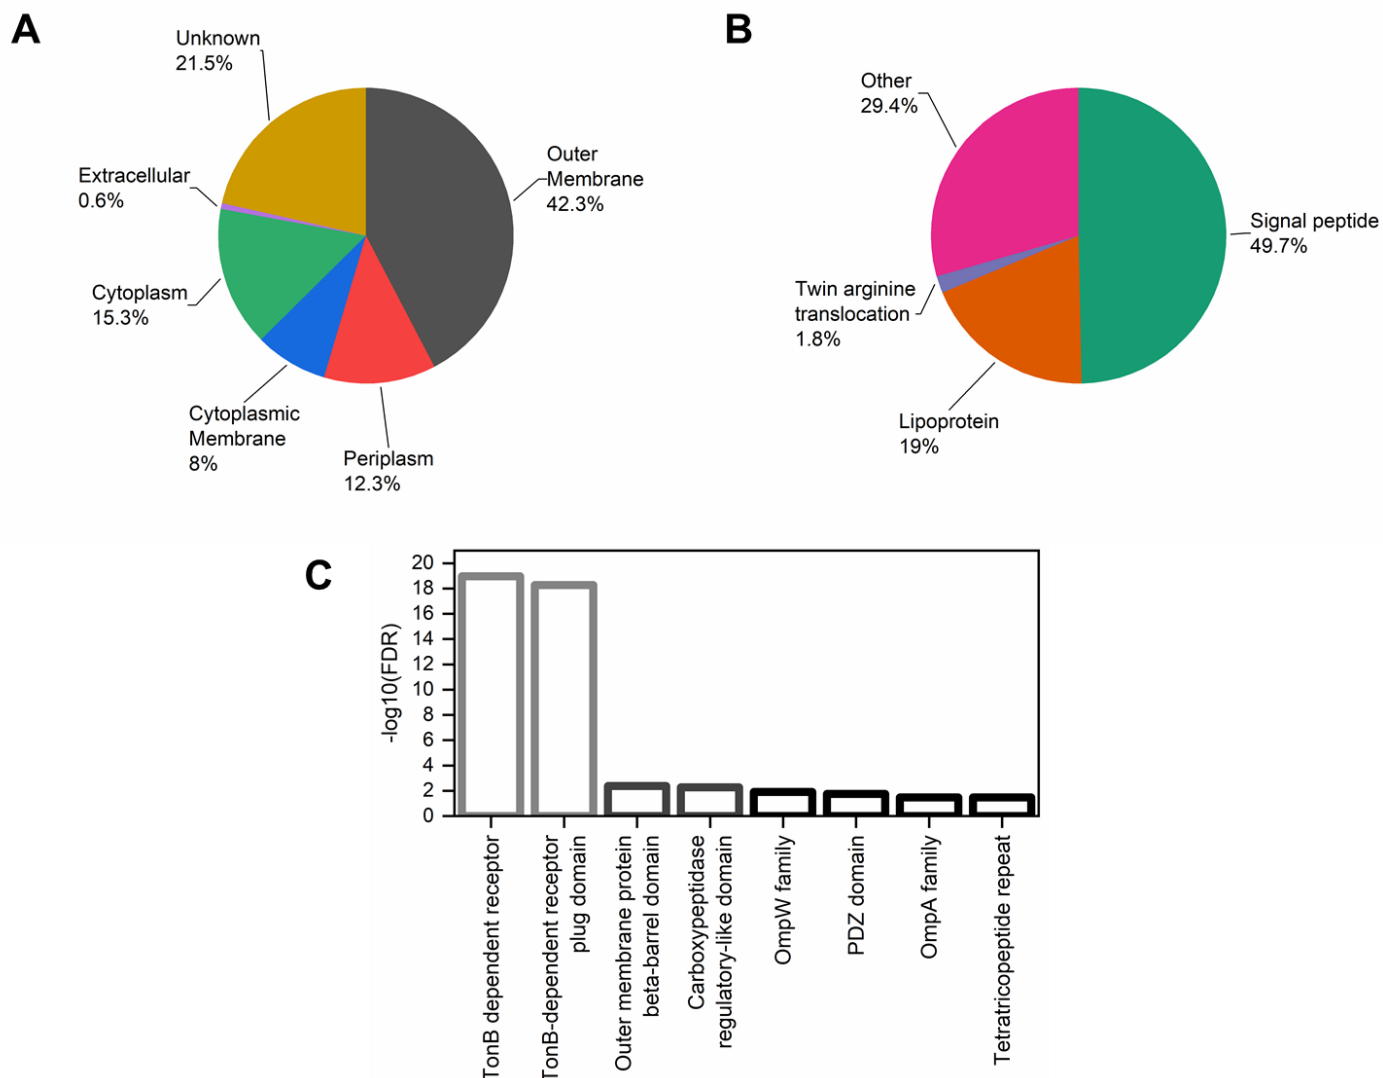 A
Unknown
21.5%
Outer
Membrane
42.3%
Extracellular
0.6%
Cytoplasm
15.3%
Cytoplasmic
Membrane
8%
Periplasm
12.3%
B
Other
29.4%
Signal peptide
49.7%
Twin arginine
translocation
1.8%
Lipoprotein
19%
C
-log10(FDR)
20
18
16
14
12
10
8
6
4
2
0
TonB dependent receptor
TonB-dependent receptor
plug domain
Outer membrane protein
beta-barrel domain
Carboxypeptidase
regulatory-like domain
OmpW family
PDZ domain
OmpA family
Tetratricopeptide repeat